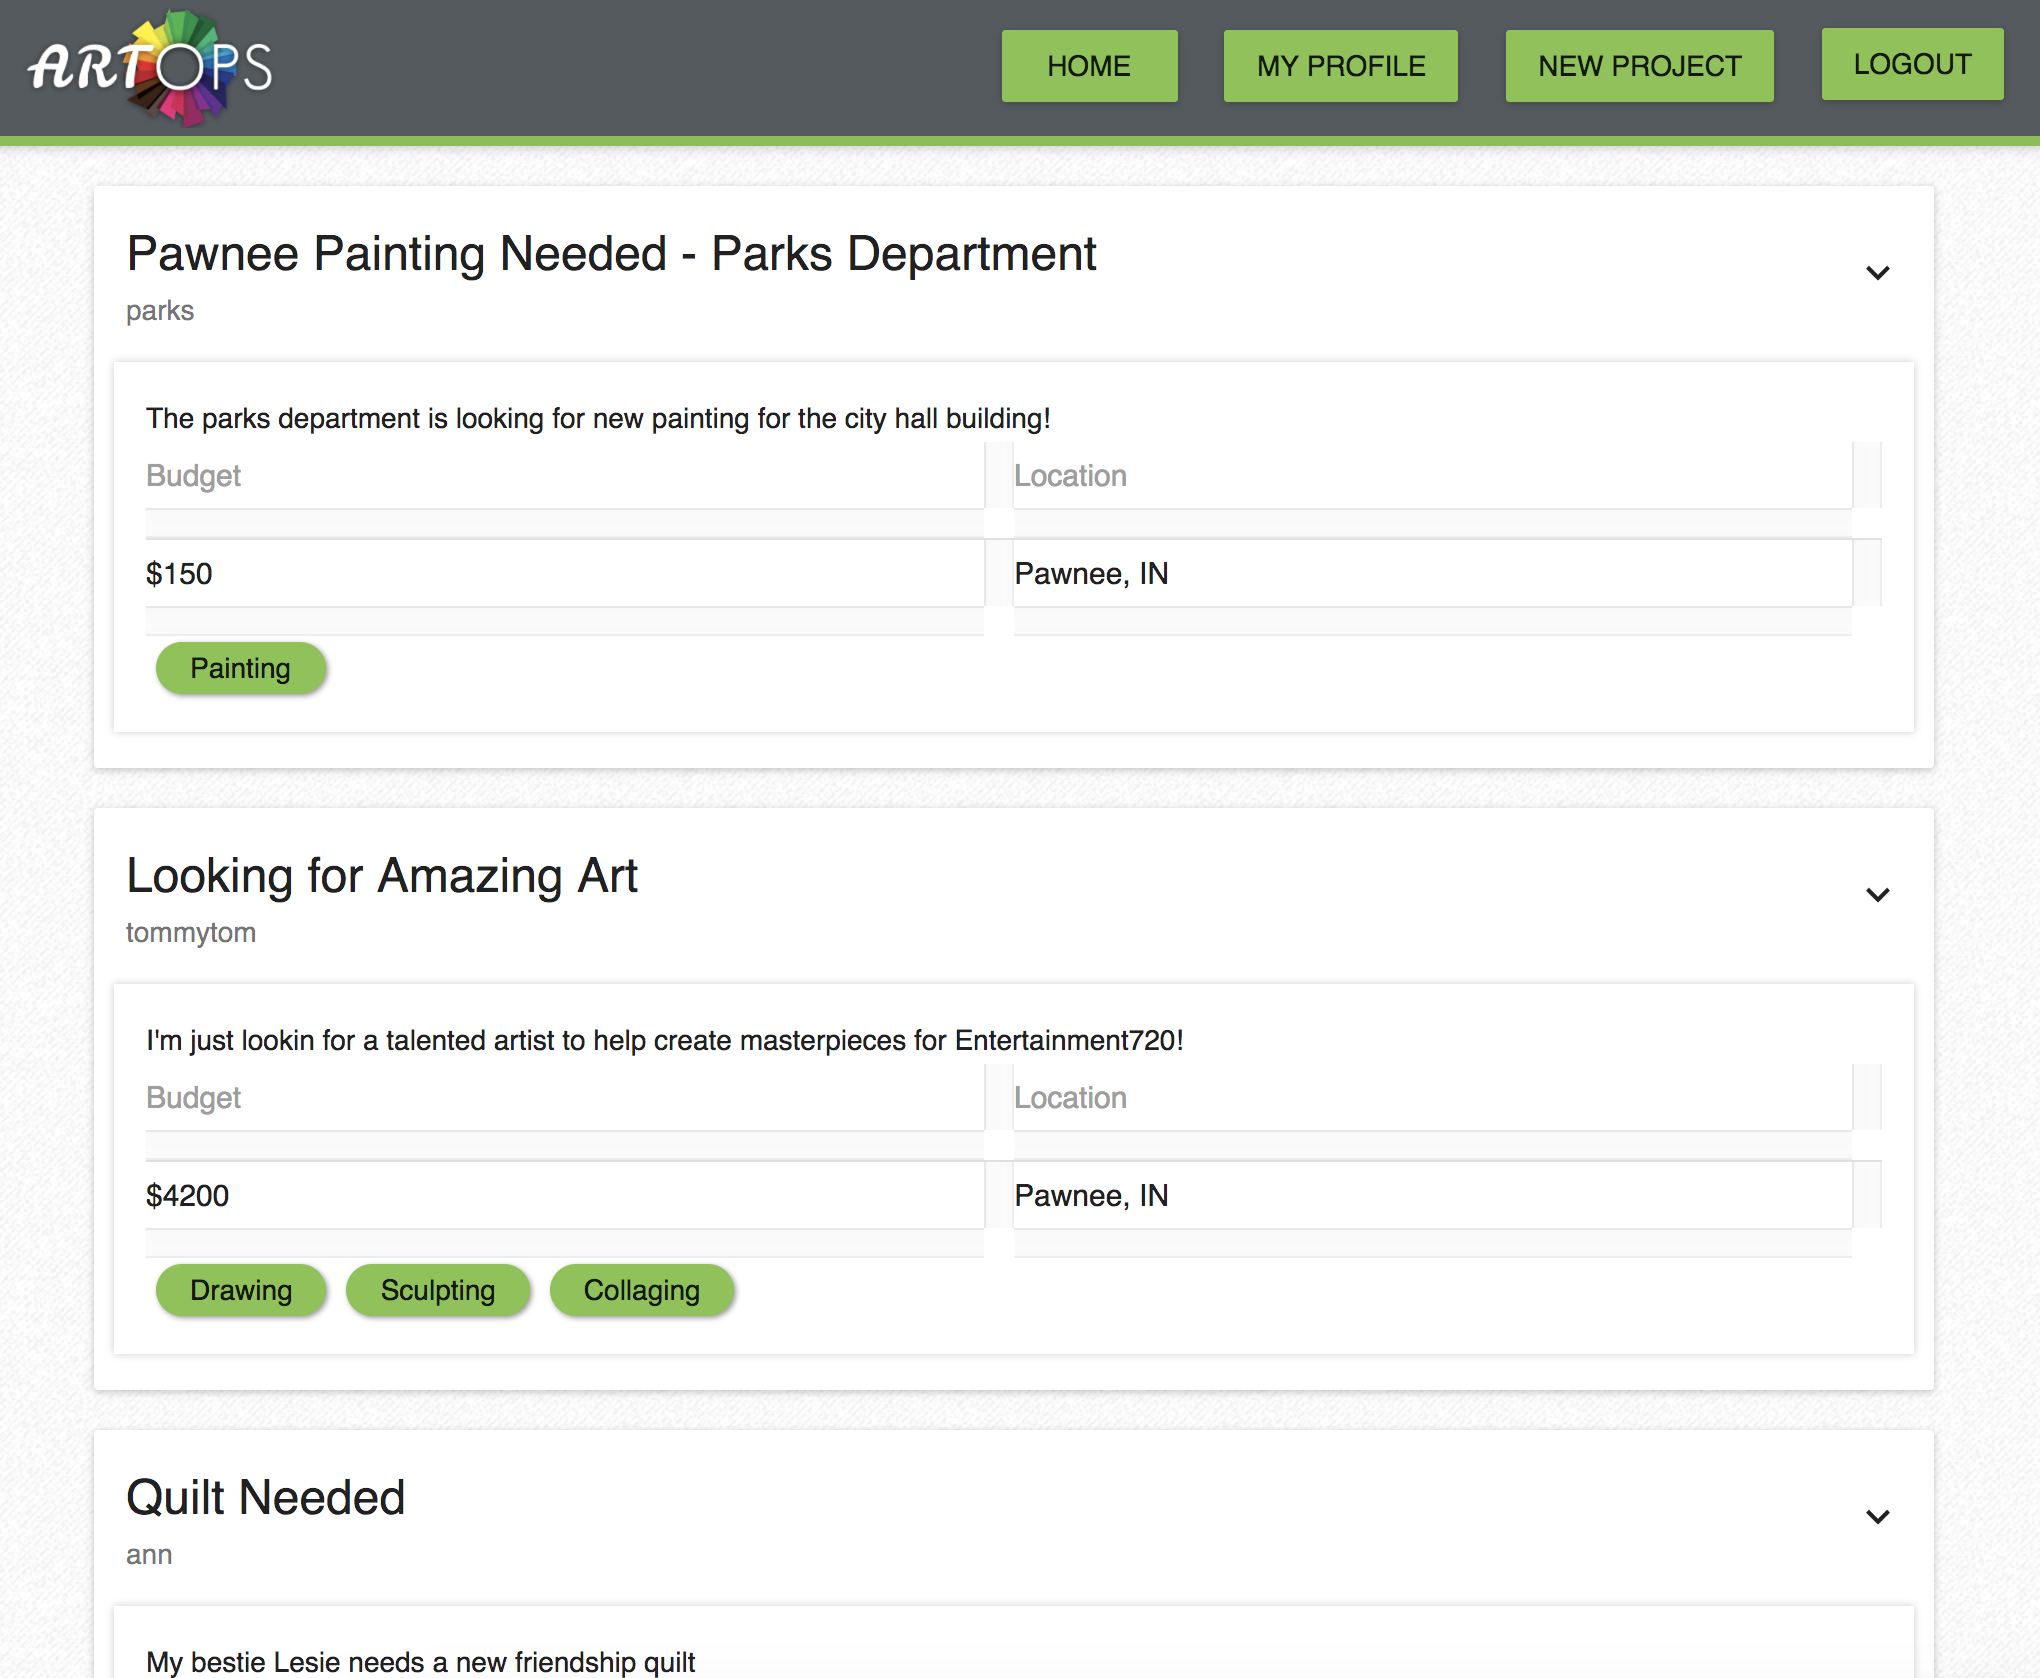 ARTOPS
HOME MY PROFILE NEW PROJECT LOGOUT
Pawnee Painting Needed - Parks Department
parks
The parks department is looking for new painting for the city hall building!
Budget Location
$150 Pawnee, IN
Painting
Looking for Amazing Art
tommytom
I'm just lookin for a talented artist to help create masterpieces for Entertainment720!
Budget Location
$4200 Pawnee, IN
Drawing Sculpting Collaging
Quilt Needed
ann
My bestie Lesie needs a new friendship quilt